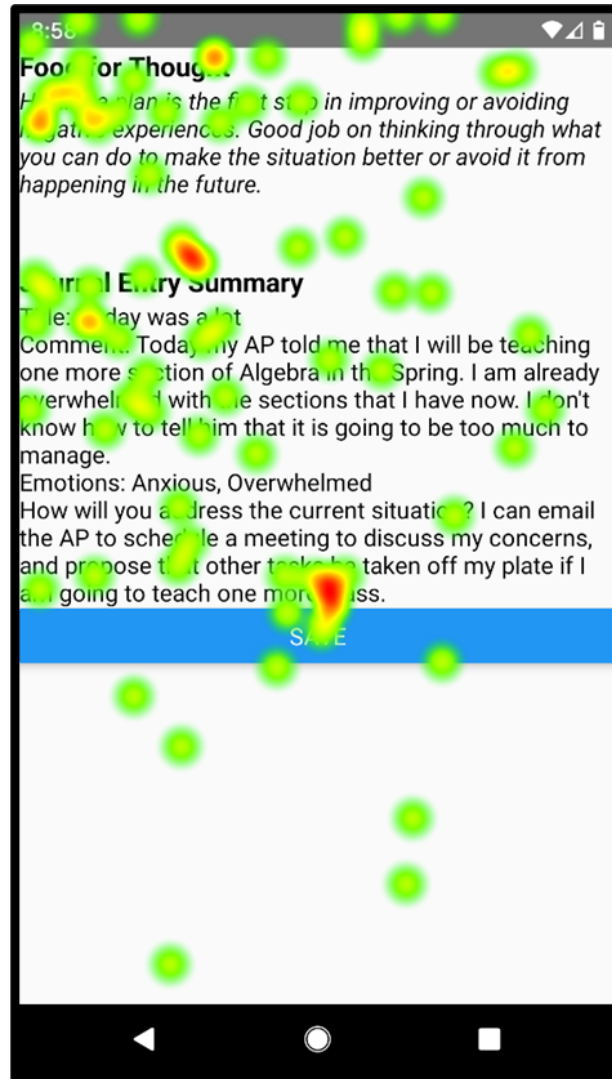 8:58
Food for Thought
Having a plan is the first step in improving or avoiding
negative experiences. Good job on thinking through what
you can do to make the situation better or avoid it from
happening in the future.
Journal Entry Summary
Title: Today was a lot
Comment: Today my AP told me that I will be teaching
one more section of Algebra in the Spring. I am already
overwhelmed with the sections that I have now. I don't
know how to tell him that it is going to be too much to
manage.
Emotions: Anxious, Overwhelmed
How will you address the current situation? I can email
the AP to schedule a meeting to discuss my concerns,
and propose that other tasks be taken off my plate if I
am going to teach one more class.
SAVE